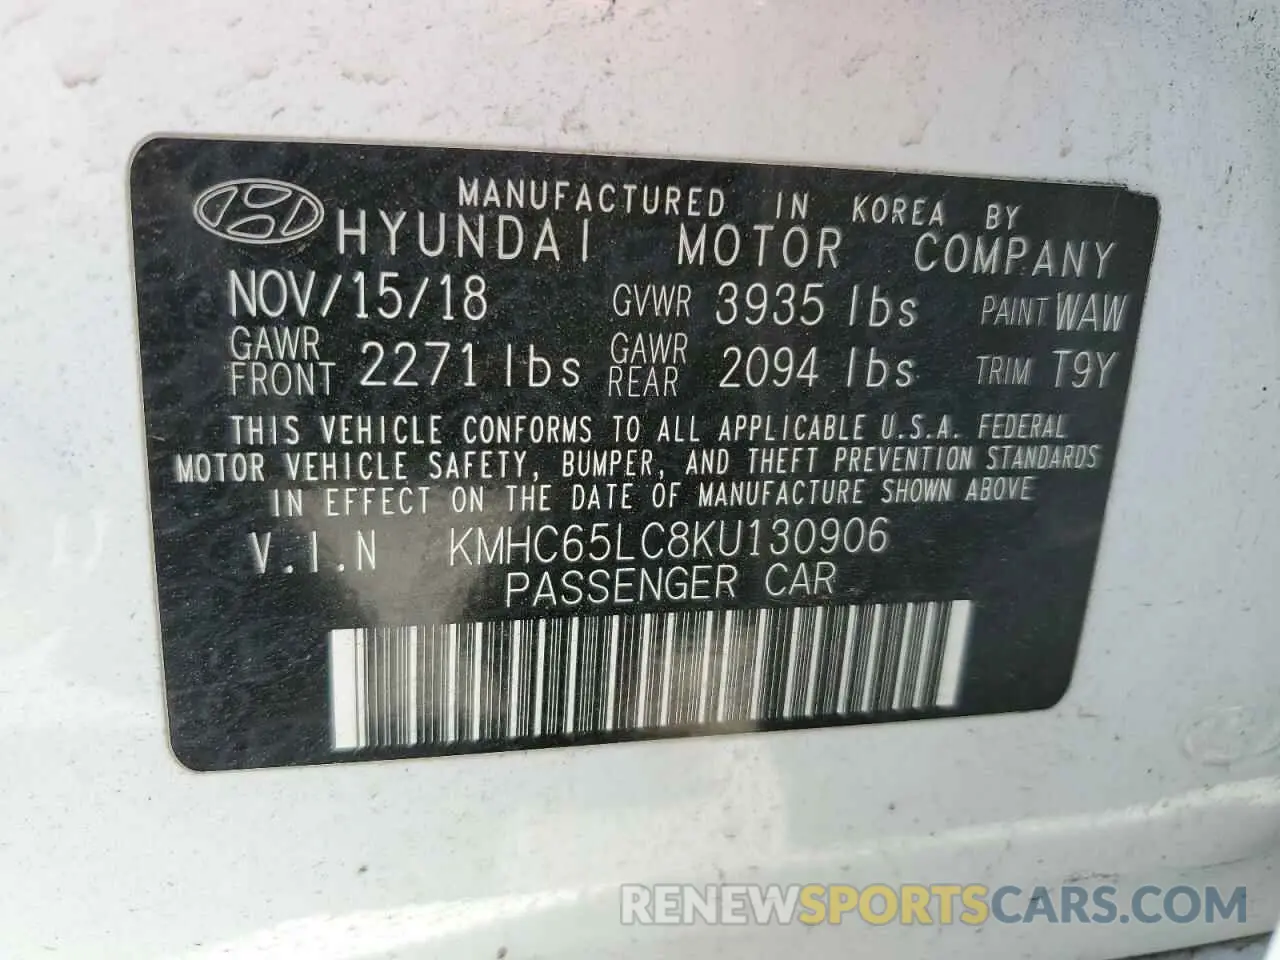 MANUFACTURED IN KOREA BY
HYUNDAI MOTOR COMPANY
NOV/15/18 GVWR 3935 lbs PAINT WAW
GAWR FRONT 2271 lbs GAWR REAR 2094 lbs TRIM T9Y
THIS VEHICLE CONFORMS TO ALL APPLICABLE U.S.A. FEDERAL
MOTOR VEHICLE SAFETY, BUMPER, AND THEFT PREVENTION STANDARDS
IN EFFECT ON THE DATE OF MANUFACTURE SHOWN ABOVE
V.I.N KMHC65LC8KU130906
PASSENGER CAR
RENEWSPORTSCARS.COM